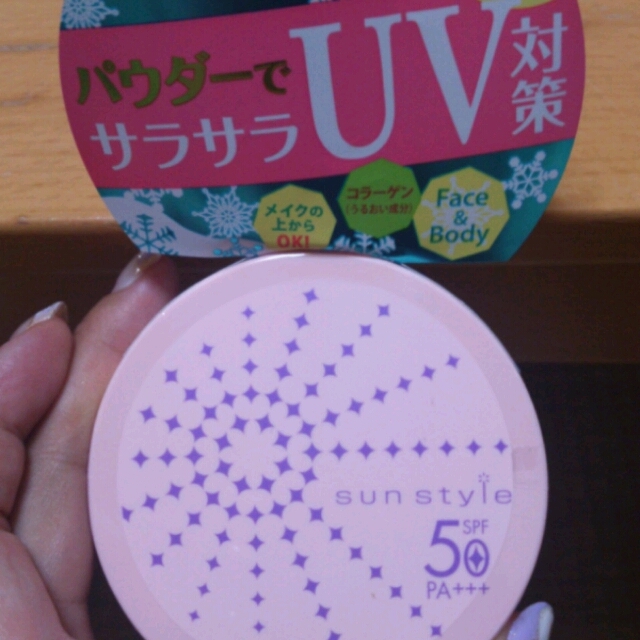 パウダーで
サラサラ
UV
対策
メイクの
上から
OK!
コラーゲン
(うるおい成分)
Face
&
Body
sun style
SPF
50
PA+++